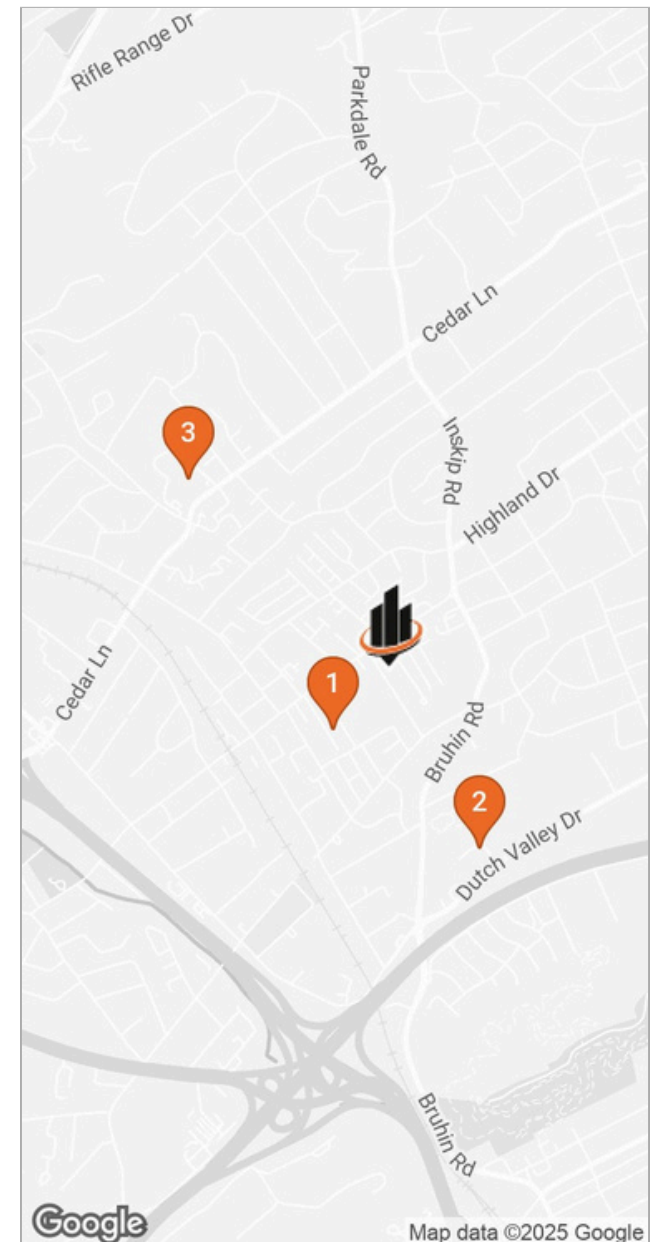 Rifle Range Dr
Parkdale Rd
Cedar Ln
3
Inskip Rd
Highland Dr
Cedar Ln
1
Bruhin Rd
2
Dutch Valley Dr
Bruhin Rd
Google
Map data ©2025 Google